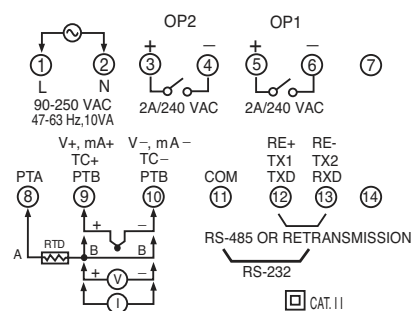 OP2 OP1
+ − + −
1 2 3 4 5 6 7
L N
90-250 VAC 2A/240 VAC 2A/240 VAC
47-63 Hz,10VA
V+, mA+ V−, mA− RE+ RE-
TC+ TC− TX1 TX2
PTA PTB PTB COM TXD RXD
8 9 10 11 12 13 14
+ −
RS-485 OR RETRANSMISSION
A RTD B B
+ V −
RS-232
I
CAT. II